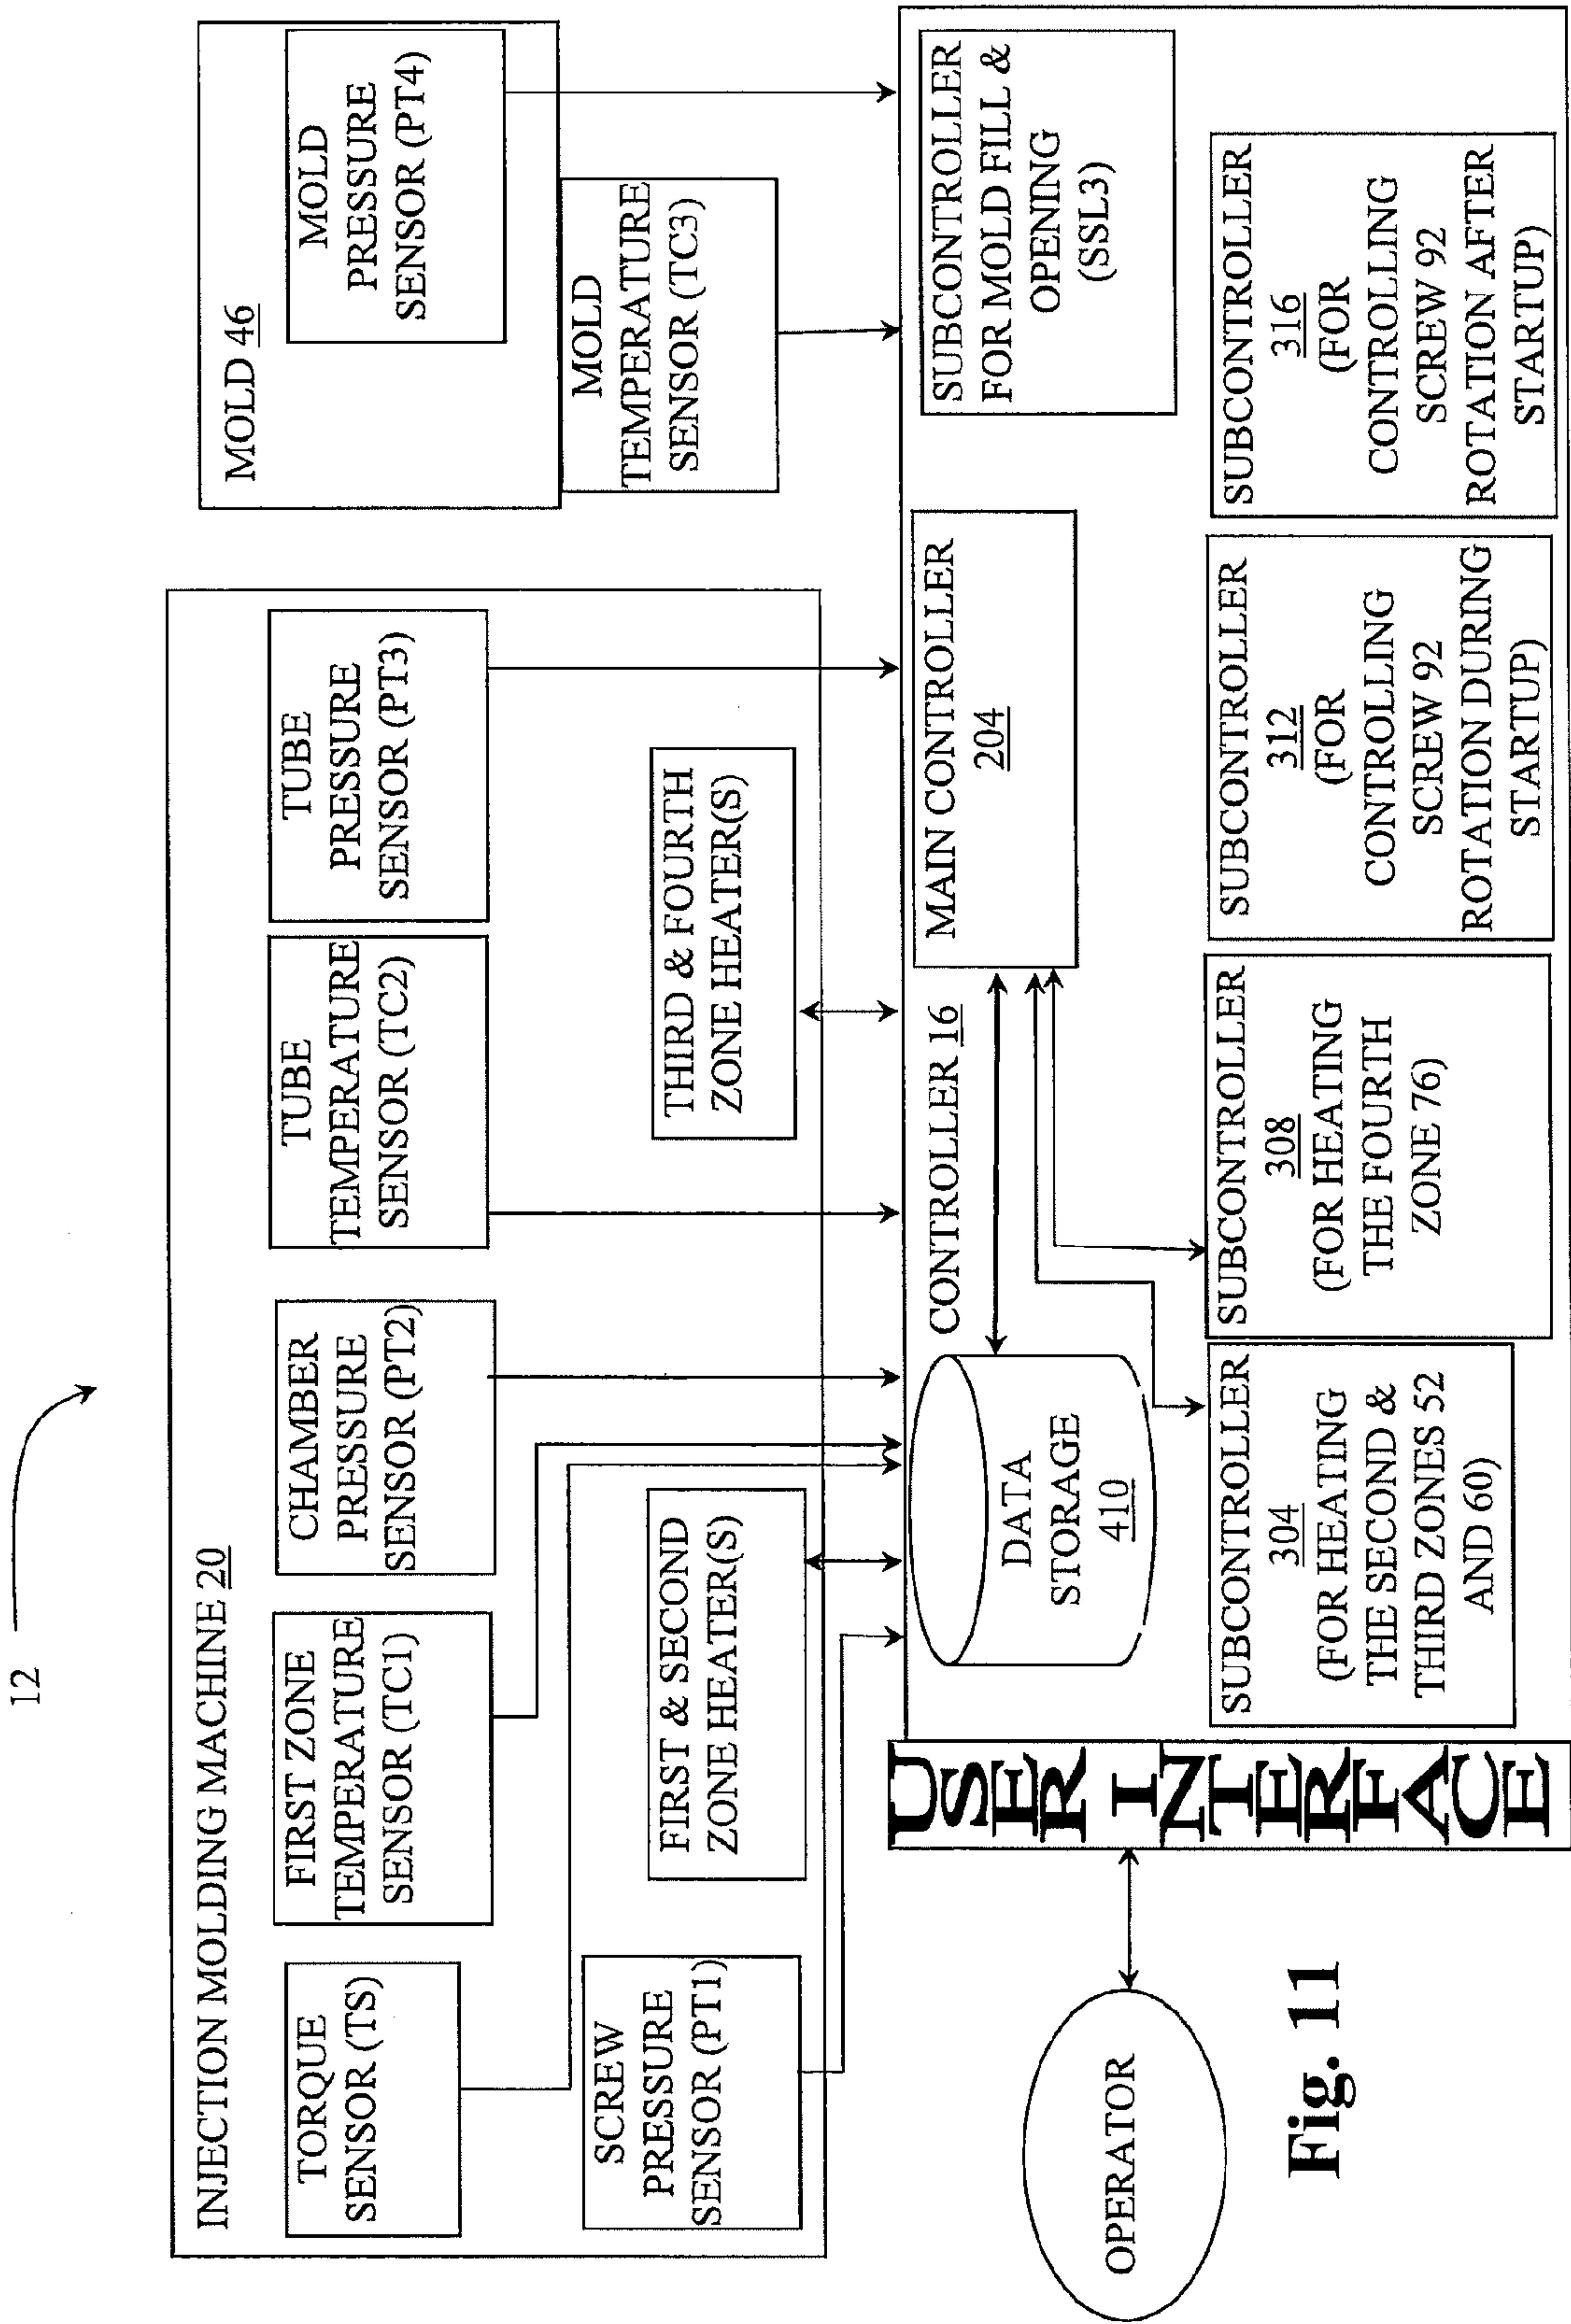 12
INJECTION MOLDING MACHINE 20
TORQUE
SENSOR (TS)
FIRST ZONE
TEMPERATURE
SENSOR (TC1)
CHAMBER
PRESSURE
SENSOR (PT2)
TUBE
TEMPERATURE
SENSOR (TC2)
TUBE
PRESSURE
SENSOR (PT3)
SCREW
PRESSURE
SENSOR (PT1)
FIRST & SECOND
ZONE HEATER(S)
THIRD & FOURTH
ZONE HEATER(S)
MOLD 46
MOLD
PRESSURE
SENSOR (PT4)
MOLD
TEMPERATURE
SENSOR (TC3)
OPERATOR
USER INTERFACE
CONTROLLER 16
DATA
STORAGE
410
MAIN CONTROLLER
204
SUBCONTROLLER
FOR MOLD FILL &
OPENING
(SSL3)
SUBCONTROLLER
304
(FOR HEATING
THE SECOND &
THIRD ZONES 52
AND 60)
SUBCONTROLLER
308
(FOR HEATING
THE FOURTH
ZONE 76)
SUBCONTROLLER
312
(FOR
CONTROLLING
SCREW 92
ROTATION DURING
STARTUP)
SUBCONTROLLER
316
(FOR
CONTROLLING
SCREW 92
ROTATION AFTER
STARTUP)
Fig. 11